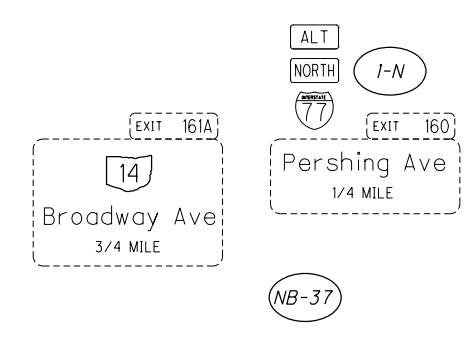 EXIT 161A
14
Broadway Ave
3/4 MILE
ALT
NORTH
1-N
INTERSTATE
77
EXIT 160
Pershing Ave
1/4 MILE
NB-37